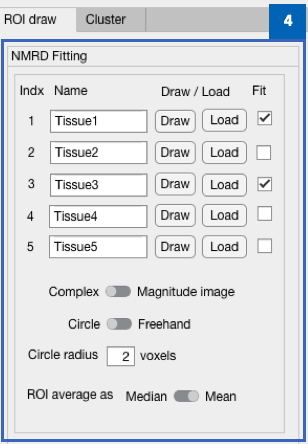 ROI draw Cluster 4
NMRD Fitting
Indx Name Draw / Load Fit
1 Tissue1 Draw Load
2 Tissue2 Draw Load
3 Tissue3 Draw Load
4 Tissue4 Draw Load
5 Tissue5 Draw Load
Complex Magnitude image
Circle Freehand
Circle radius 2 voxels
ROI average as Median Mean